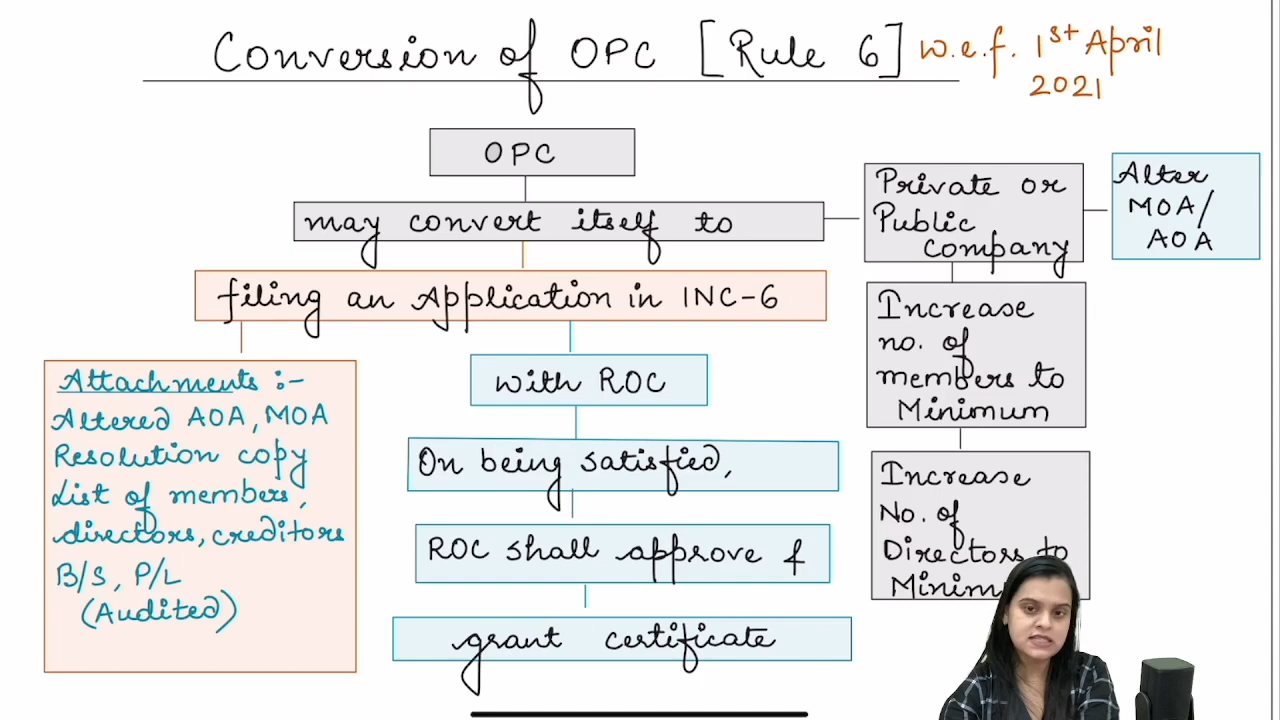 Conversion of OPC [Rule 6] w.e.f. 1st April
2021
OPC
may convert itself to
Private or
Public
company
Alter
MOA/
AOA
filing an Application in INC-6
Increase
no. of
members to
Minimum
Attachments :-
Altered AOA, MOA
Resolution copy
List of members,
directors, creditors
B/S, P/L
(Audited)
with ROC
On being satisfied,
ROC shall approve &
grant certificate
Increase
No. of
Directors to